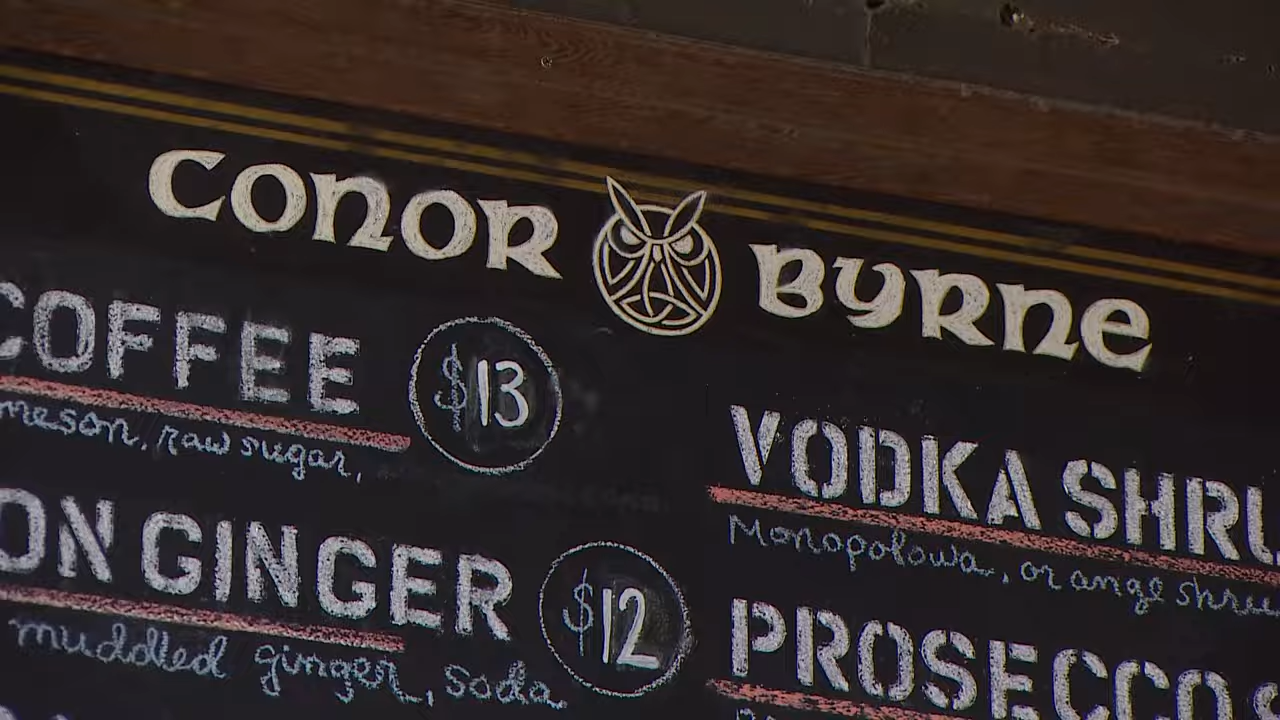 CONOR BYRNE
COFFEE $13
meson, raw sugar,
ON GINGER $12
muddled ginger, soda
VODKA SHRU
Monopolowa, orange shru
PROSECCO